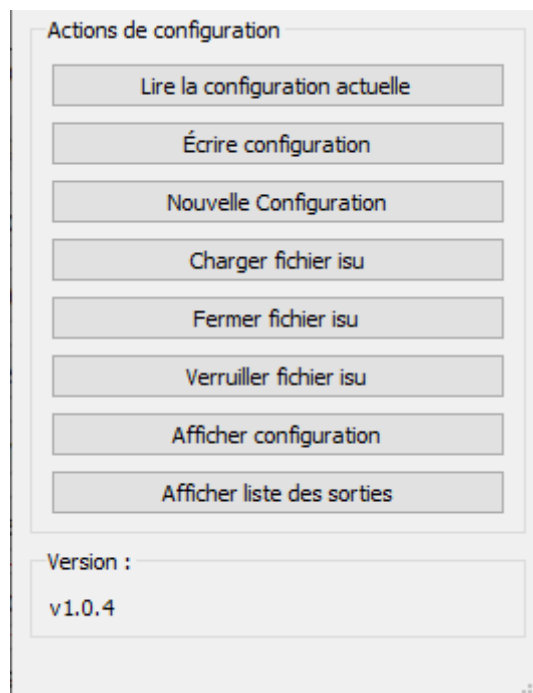 Actions de configuration
Lire la configuration actuelle
Écrire configuration
Nouvelle Configuration
Charger fichier isu
Fermer fichier isu
Verruiller fichier isu
Afficher configuration
Afficher liste des sorties
Version :
v1.0.4